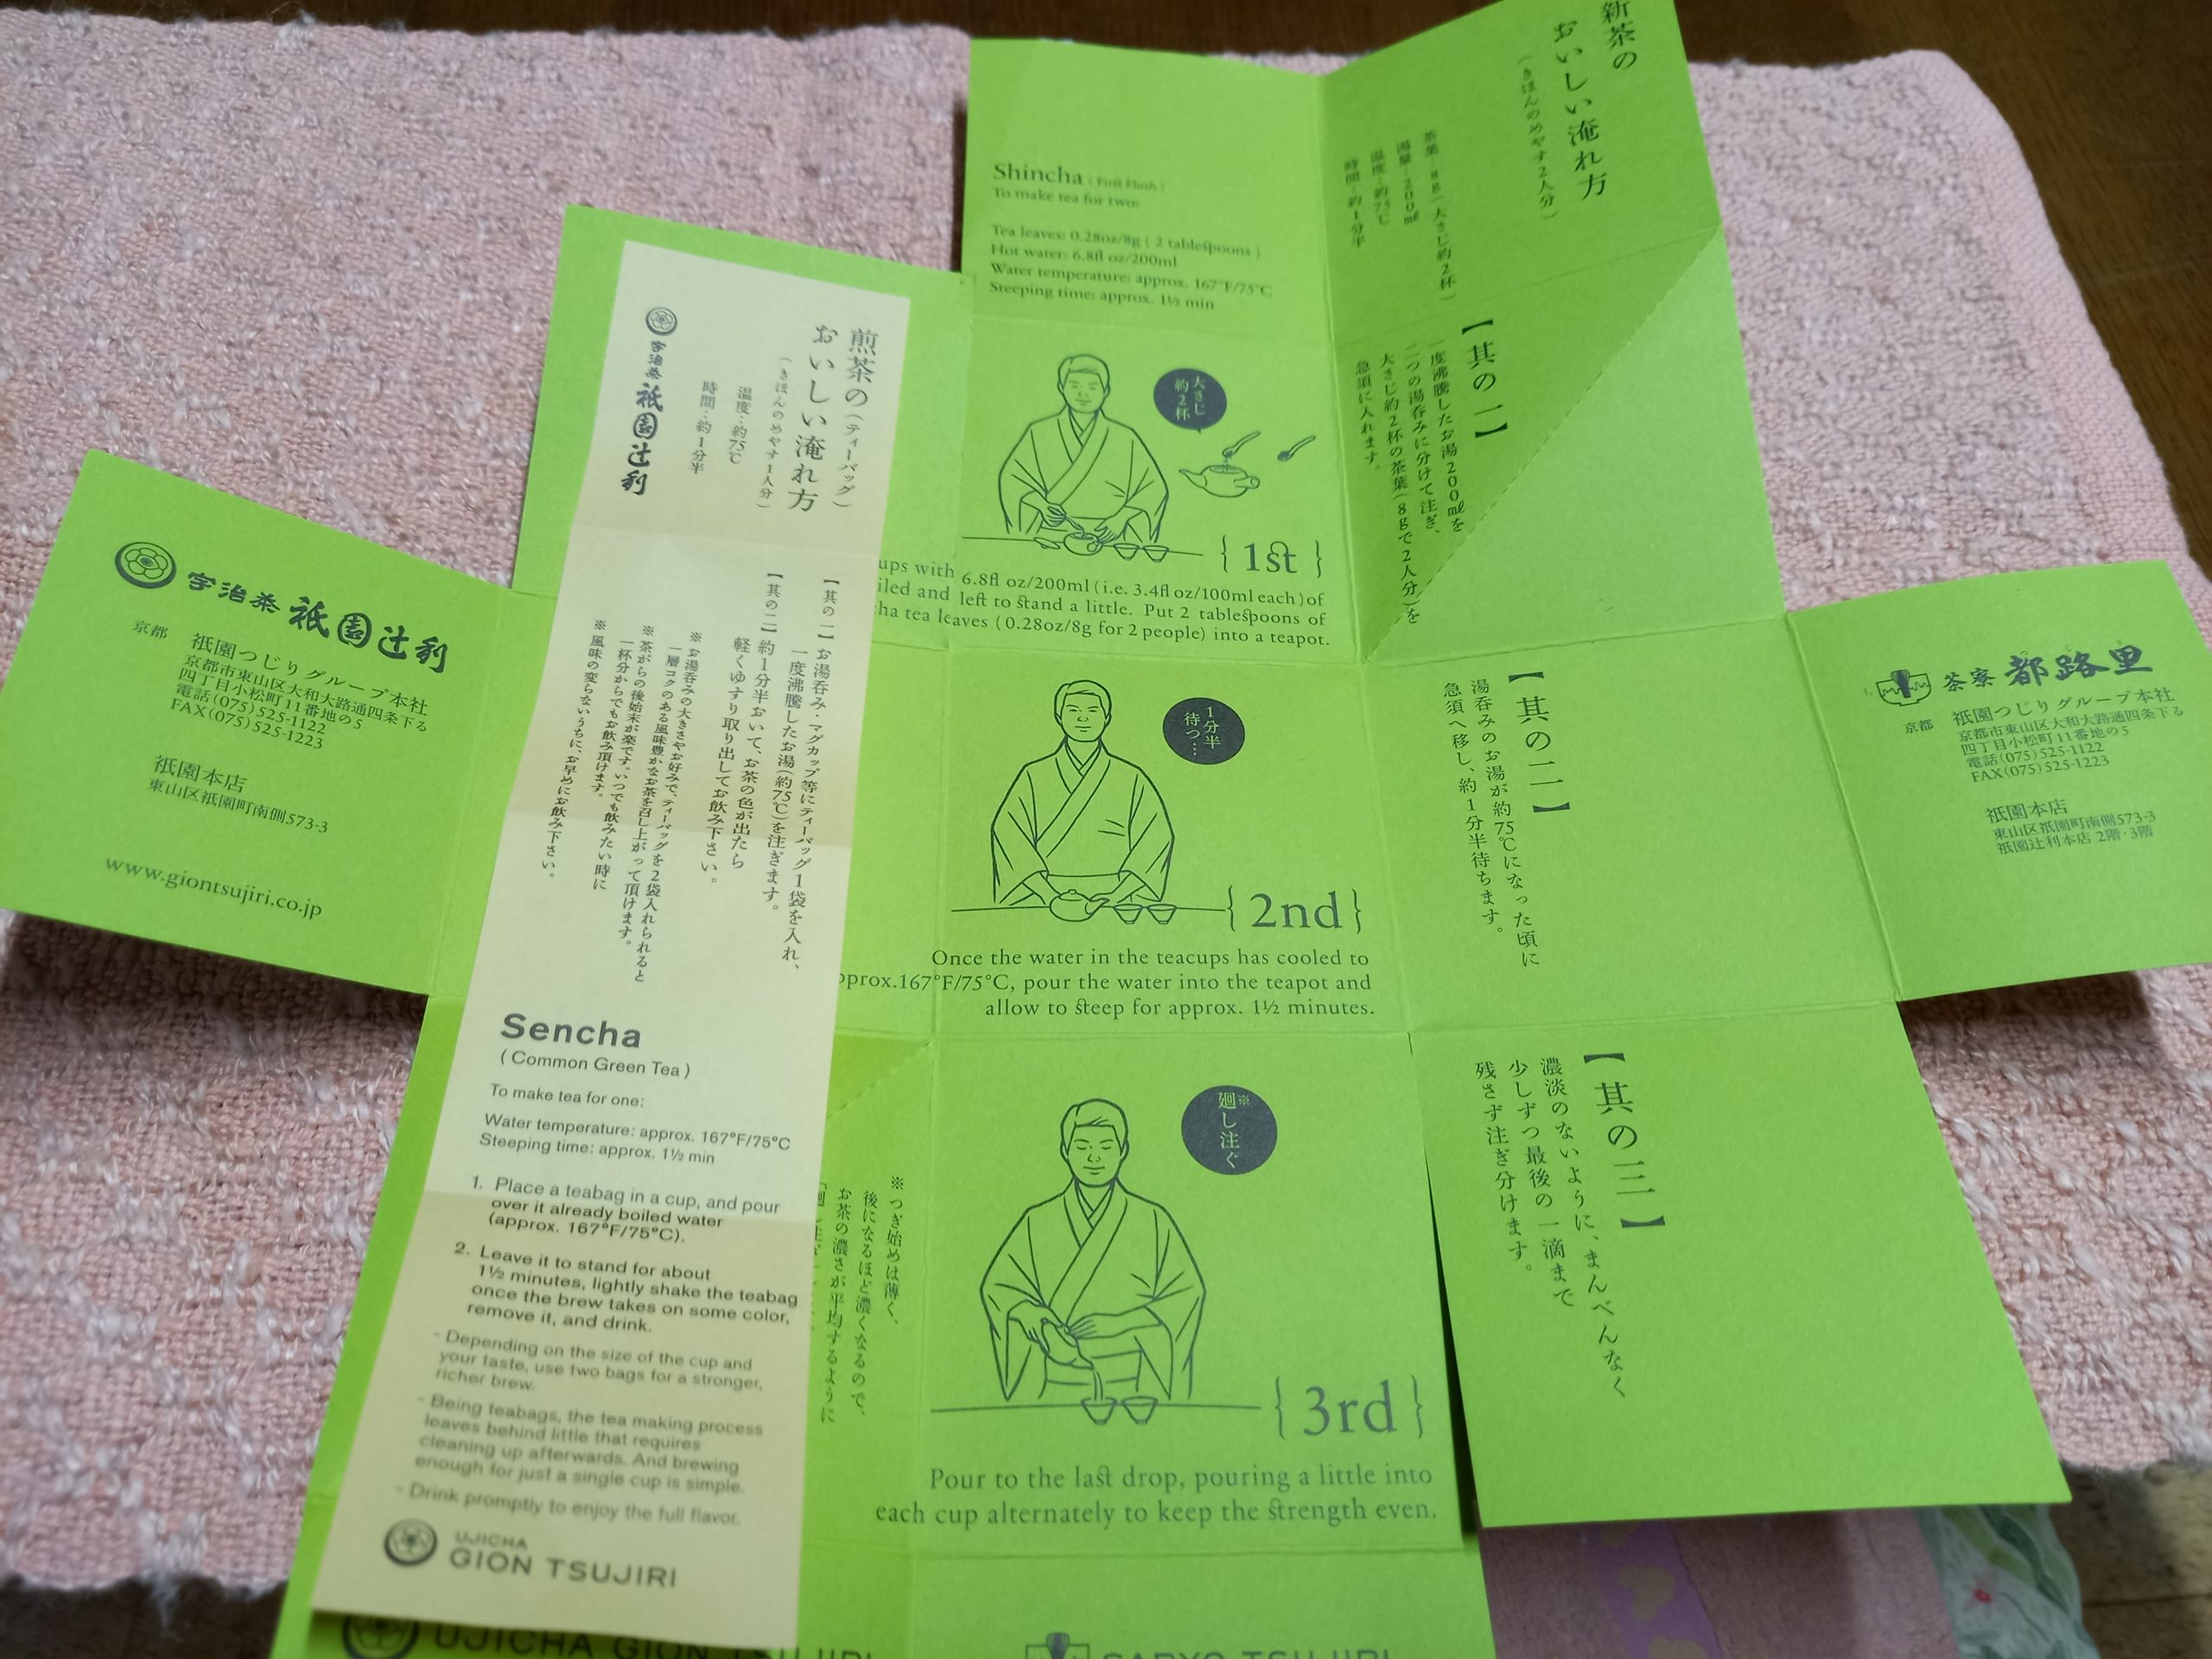 新茶の
おいしい淹れ方
(きほんのめやす2人分)
茶葉:8g(大さじ約2杯)
湯量:200㎖
温度:約75℃
時間:約1分半
Shincha (First Flush)
To make tea for two:
Tea leaves: 0.28oz/8g ( 2 tablespoons )
Hot water: 6.8fl oz/200ml
Water temperature: approx. 167°F/75°C
Steeping time: approx. 1½ min
【其の一】
一度沸騰したお湯200㎖を
二つの湯呑みに分けて注ぎ、
大さじ約2杯の茶葉(8gで2人分)を
急須に入れます。
大さじ
約2杯
{ 1st }
ups with 6.8fl oz/200ml (i.e. 3.4fl oz/100ml each) of
iled and left to stand a little. Put 2 tablespoons of
cha tea leaves ( 0.28oz/8g for 2 people) into a teapot.
【其の二】
湯呑みのお湯が約75℃になった頃に
急須へ移し、約1分半待ちます。
1分半
待つ…
{ 2nd }
Once the water in the teacups has cooled to
pprox.167°F/75°C, pour the water into the teapot and
allow to steep for approx. 1½ minutes.
【其の三】
濃淡のないように、まんべんなく
少しずつ最後の一滴まで
残さず注ぎ分けます。
※廻し注ぐ
{ 3rd }
Pour to the last drop, pouring a little into
each cup alternately to keep the strength even.
※つぎ始めは薄く、
後になるほど濃くなるので、
お茶の濃さが平均するように
煎茶の(ティーバッグ)
おいしい淹れ方
(きほんのめやす1人分)
温度:約75℃
時間:約1分半
宇治茶 祇園辻利
【其の一】お湯呑み・マグカップ等にティーバッグ1袋を入れ、
一度沸騰したお湯(約75℃)を注ぎます。
【其の二】約1分半おいて、お茶の色が出たら
軽くゆすり取り出してお飲み下さい。
※お湯呑みの大きさやお好みで、ティーバッグを2袋入れられると
一層コクのある風味豊かなお茶を召し上がって頂けます。
※茶がらの後始末が楽です。いつでも飲みたい時に
一杯分からでもお飲み頂けます。
※風味の変らないうちに、お早めにお飲み下さい。
Sencha
( Common Green Tea )
To make tea for one:
Water temperature: approx. 167°F/75°C
Steeping time: approx. 1½ min
1. Place a teabag in a cup, and pour
over it already boiled water
(approx. 167°F/75°C).
2. Leave it to stand for about
1½ minutes, lightly shake the teabag
once the brew takes on some color,
remove it, and drink.
- Depending on the size of the cup and
your taste, use two bags for a stronger,
richer brew.
- Being teabags, the tea making process
leaves behind little that requires
cleaning up afterwards. And brewing
enough for just a single cup is simple.
- Drink promptly to enjoy the full flavor.
UJICHA
GION TSUJIRI
宇治茶 祇園辻利
京都 祇園つじりグループ本社
京都市東山区大和大路通四条下る
四丁目小松町11番地の5
電話(075)525-1122
FAX(075)525-1223
祇園本店
東山区祇園町南側573-3
www.giontsujiri.co.jp
茶寮 都路里
京都 祇園つじりグループ本社
京都市東山区大和大路通四条下る
四丁目小松町11番地の5
電話(075)525-1122
FAX(075)525-1223
祇園本店
東山区祇園町南側573-3
祇園辻利本店 2階・3階
UJICHA GION TSUJIRI
SARYO TSUJIRI